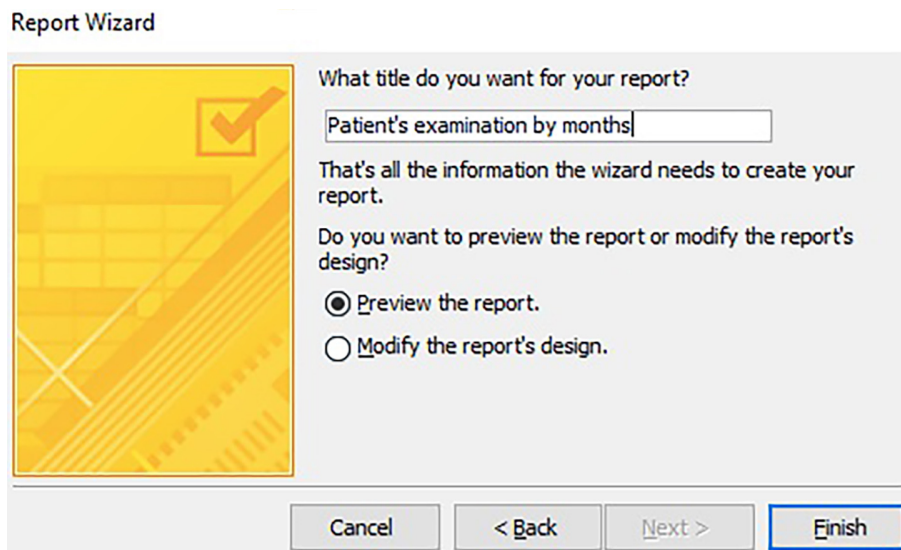 Report Wizard
What title do you want for your report?
Patient's examination by months
That's all the information the wizard needs to create your
report.
Do you want to preview the report or modify the report's
design?
Preview the report.
Modify the report's design.
Cancel
< Back
Next >
Finish